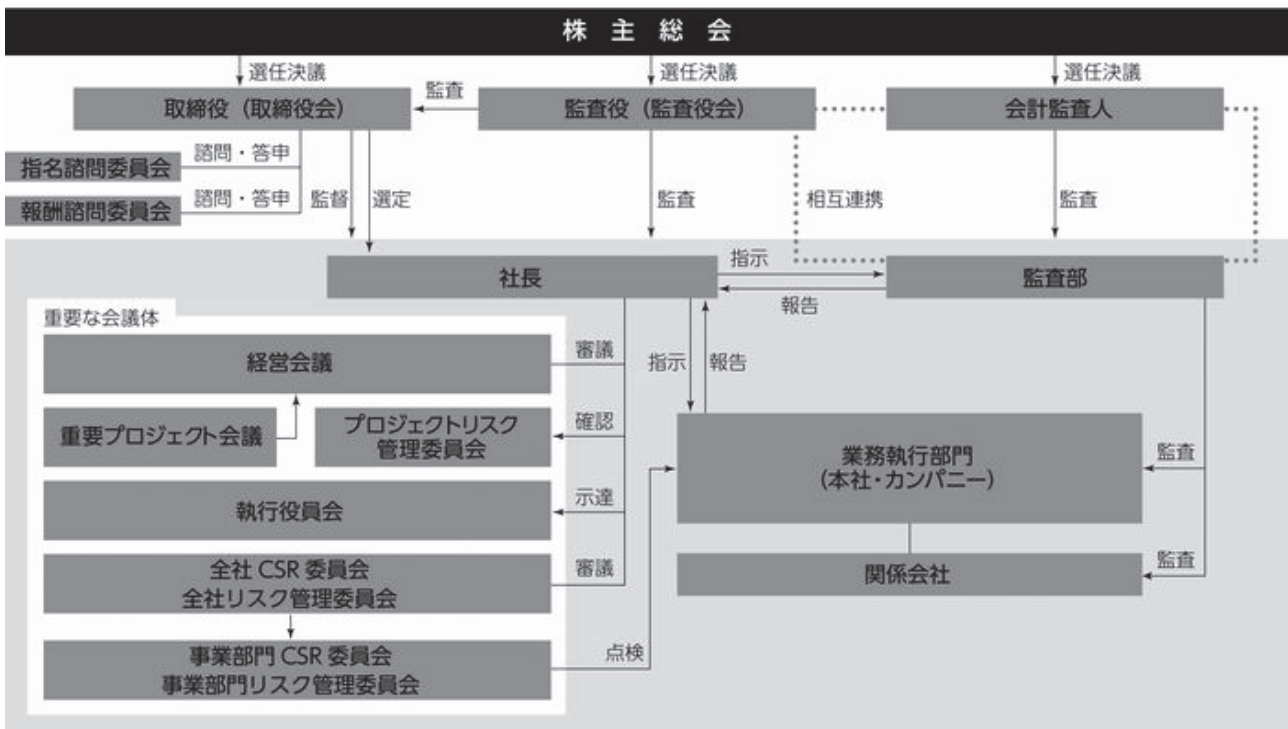 株主総会
選任決議
選任決議
選任決議
取締役（取締役会）
監査
監査役（監査役会）
会計監査人
指名諮問委員会
諮問・答申
報酬諮問委員会
諮問・答申
監督
選定
監査
相互連携
監査
社長
指示
報告
監査部
重要な会議体
経営会議
審議
指示
報告
重要プロジェクト会議
プロジェクトリスク
管理委員会
確認
業務執行部門
（本社・カンパニー）
監査
執行役員会
示達
全社 CSR 委員会
全社リスク管理委員会
審議
関係会社
監査
事業部門 CSR 委員会
事業部門リスク管理委員会
点検